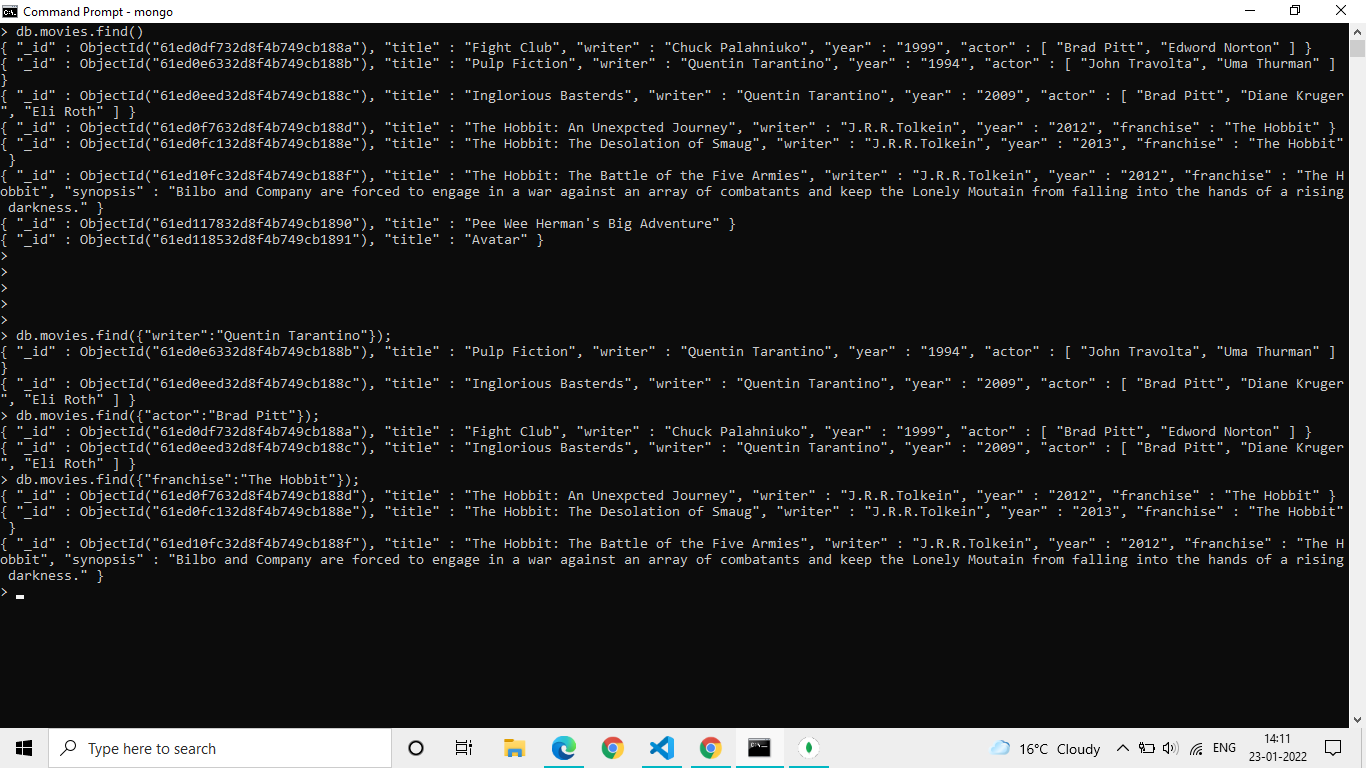 Command Prompt - mongo
> db.movies.find()
{ "_id" : ObjectId("61ed0df732d8f4b749cb188a"), "title" : "Fight Club", "writer" : "Chuck Palahniuko", "year" : "1999", "actor" : [ "Brad Pitt", "Edword Norton" ] }
{ "_id" : ObjectId("61ed0e6332d8f4b749cb188b"), "title" : "Pulp Fiction", "writer" : "Quentin Tarantino", "year" : "1994", "actor" : [ "John Travolta", "Uma Thurman" ]
}
{ "_id" : ObjectId("61ed0eed32d8f4b749cb188c"), "title" : "Inglorious Basterds", "writer" : "Quentin Tarantino", "year" : "2009", "actor" : [ "Brad Pitt", "Diane Kruger
", "Eli Roth" ] }
{ "_id" : ObjectId("61ed0f7632d8f4b749cb188d"), "title" : "The Hobbit: An Unexpcted Journey", "writer" : "J.R.R.Tolkein", "year" : "2012", "franchise" : "The Hobbit" }
{ "_id" : ObjectId("61ed0fc132d8f4b749cb188e"), "title" : "The Hobbit: The Desolation of Smaug", "writer" : "J.R.R.Tolkein", "year" : "2013", "franchise" : "The Hobbit"
}
{ "_id" : ObjectId("61ed10fc32d8f4b749cb188f"), "title" : "The Hobbit: The Battle of the Five Armies", "writer" : "J.R.R.Tolkein", "year" : "2012", "franchise" : "The H
obbit", "synopsis" : "Bilbo and Company are forced to engage in a war against an array of combatants and keep the Lonely Moutain from falling into the hands of a rising
darkness." }
{ "_id" : ObjectId("61ed117832d8f4b749cb1890"), "title" : "Pee Wee Herman's Big Adventure" }
{ "_id" : ObjectId("61ed118532d8f4b749cb1891"), "title" : "Avatar" }
>
>
>
>
>
> db.movies.find({"writer":"Quentin Tarantino"});
{ "_id" : ObjectId("61ed0e6332d8f4b749cb188b"), "title" : "Pulp Fiction", "writer" : "Quentin Tarantino", "year" : "1994", "actor" : [ "John Travolta", "Uma Thurman" ]
}
{ "_id" : ObjectId("61ed0eed32d8f4b749cb188c"), "title" : "Inglorious Basterds", "writer" : "Quentin Tarantino", "year" : "2009", "actor" : [ "Brad Pitt", "Diane Kruger
", "Eli Roth" ] }
> db.movies.find({"actor":"Brad Pitt"});
{ "_id" : ObjectId("61ed0df732d8f4b749cb188a"), "title" : "Fight Club", "writer" : "Chuck Palahniuko", "year" : "1999", "actor" : [ "Brad Pitt", "Edword Norton" ] }
{ "_id" : ObjectId("61ed0eed32d8f4b749cb188c"), "title" : "Inglorious Basterds", "writer" : "Quentin Tarantino", "year" : "2009", "actor" : [ "Brad Pitt", "Diane Kruger
", "Eli Roth" ] }
> db.movies.find({"franchise":"The Hobbit"});
{ "_id" : ObjectId("61ed0f7632d8f4b749cb188d"), "title" : "The Hobbit: An Unexpcted Journey", "writer" : "J.R.R.Tolkein", "year" : "2012", "franchise" : "The Hobbit" }
{ "_id" : ObjectId("61ed0fc132d8f4b749cb188e"), "title" : "The Hobbit: The Desolation of Smaug", "writer" : "J.R.R.Tolkein", "year" : "2013", "franchise" : "The Hobbit"
}
{ "_id" : ObjectId("61ed10fc32d8f4b749cb188f"), "title" : "The Hobbit: The Battle of the Five Armies", "writer" : "J.R.R.Tolkein", "year" : "2012", "franchise" : "The H
obbit", "synopsis" : "Bilbo and Company are forced to engage in a war against an array of combatants and keep the Lonely Moutain from falling into the hands of a rising
darkness." }
>
Type here to search
16°C Cloudy
ENG
14:11
23-01-2022